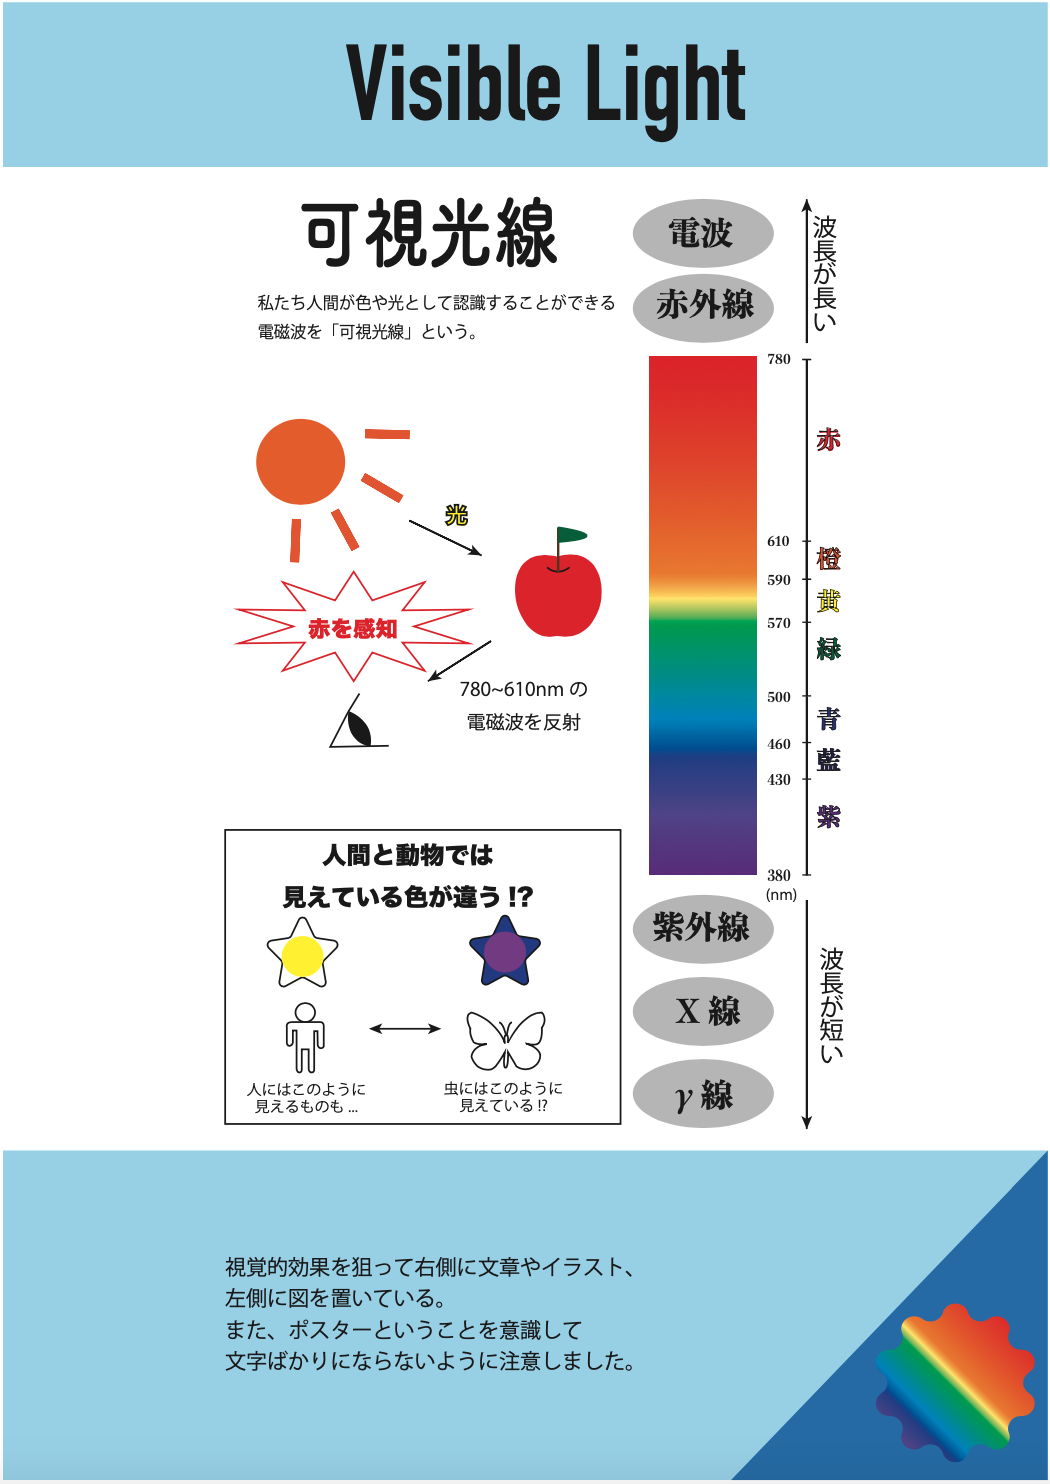 Visible Light
可視光線
私たち人間が色や光として認識することができる
電磁波を「可視光線」という。
光
赤を感知
780~610nm の
電磁波を反射
人間と動物では
見えている色が違う !?
人にはこのように
見えるものも ...
虫にはこのように
見えている !?
電波
赤外線
波長が長い
780
赤
610
橙
590
黄
570
緑
500
青
460
藍
430
紫
380
(nm)
紫外線
X 線
γ 線
波長が短い
視覚的効果を狙って右側に文章やイラスト、
左側に図を置いている。
また、ポスターということを意識して
文字ばかりにならないように注意しました。